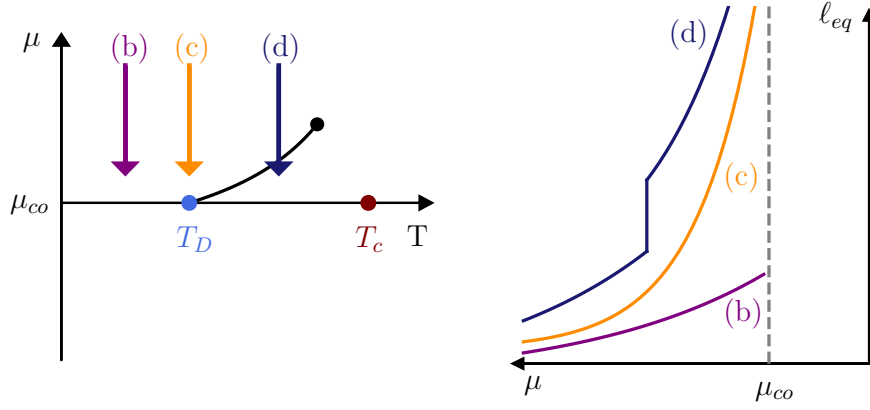 μ (b) (c) (d)
μ_co
T_D T_c T
ℓ_eq
(d)
(c)
(b)
μ μ_co